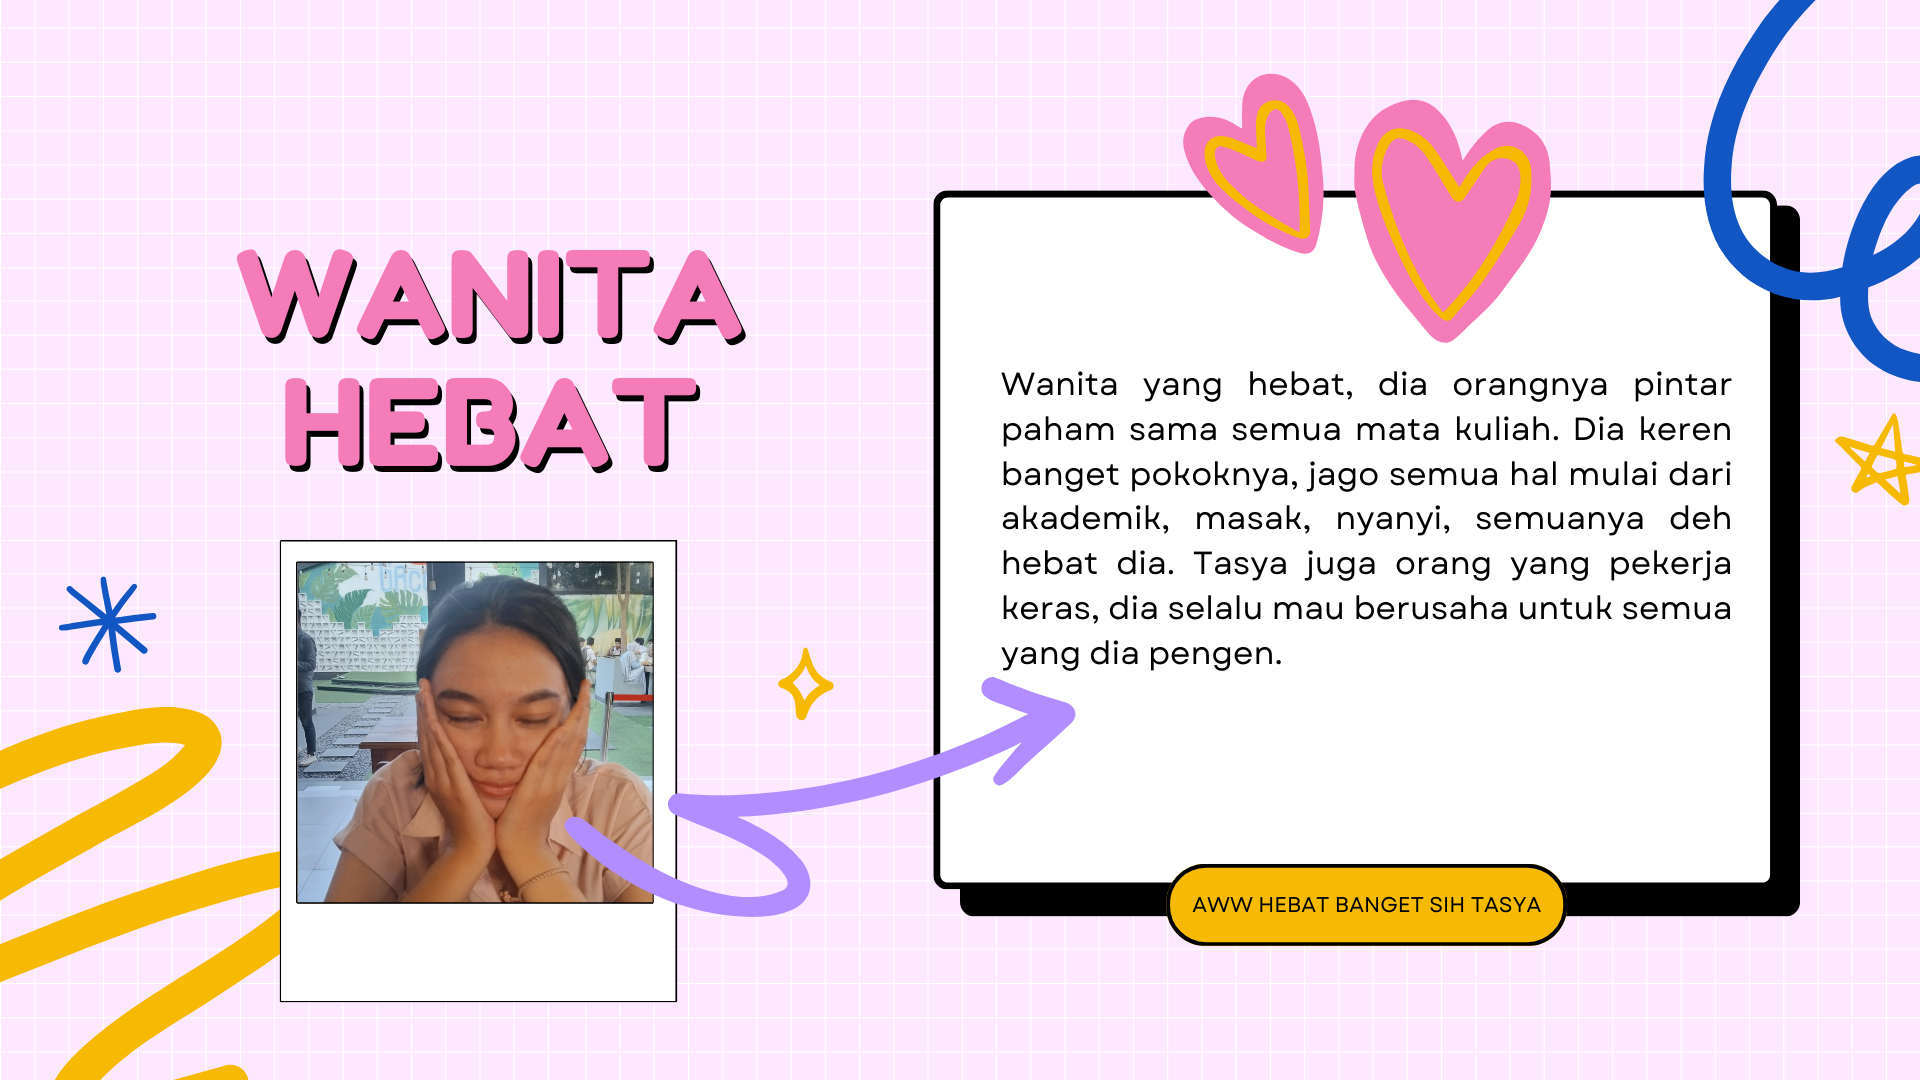 WANITA
HEBAT
Wanita yang hebat, dia orangnya pintar
paham sama semua mata kuliah. Dia keren
banget pokoknya, jago semua hal mulai dari
akademik, masak, nyanyi, semuanya deh
hebat dia. Tasya juga orang yang pekerja
keras, dia selalu mau berusaha untuk semua
yang dia pengen.
AWW HEBAT BANGET SIH TASYA